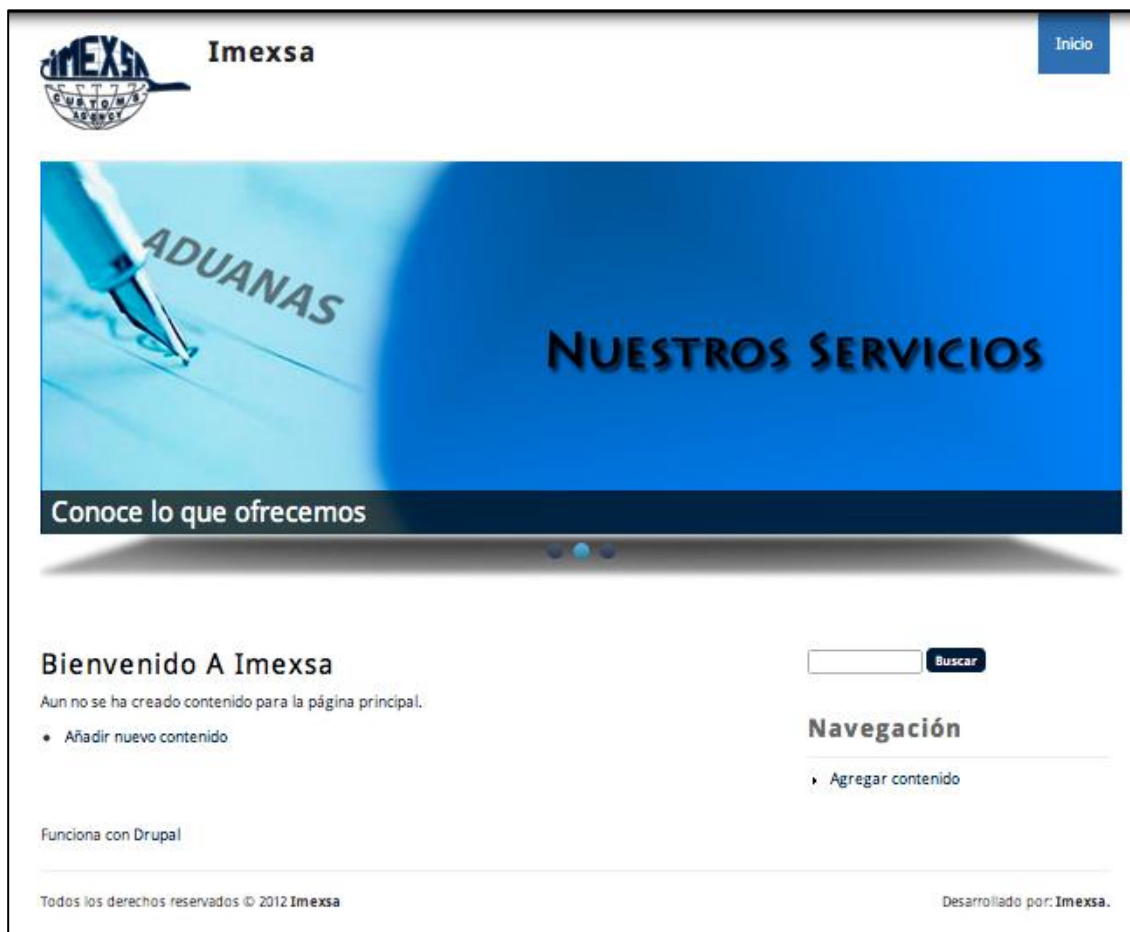 IMEXSA
CUSTOMS
AGENCY
Imexsa
Inicio
ADUANAS
NUESTROS SERVICIOS
Conoce lo que ofrecemos
Bienvenido A Imexsa
Aun no se ha creado contenido para la página principal.
Añadir nuevo contenido
Buscar
Navegación
Agregar contenido
Funciona con Drupal
Todos los derechos reservados © 2012 Imexsa
Desarrollado por: Imexsa.